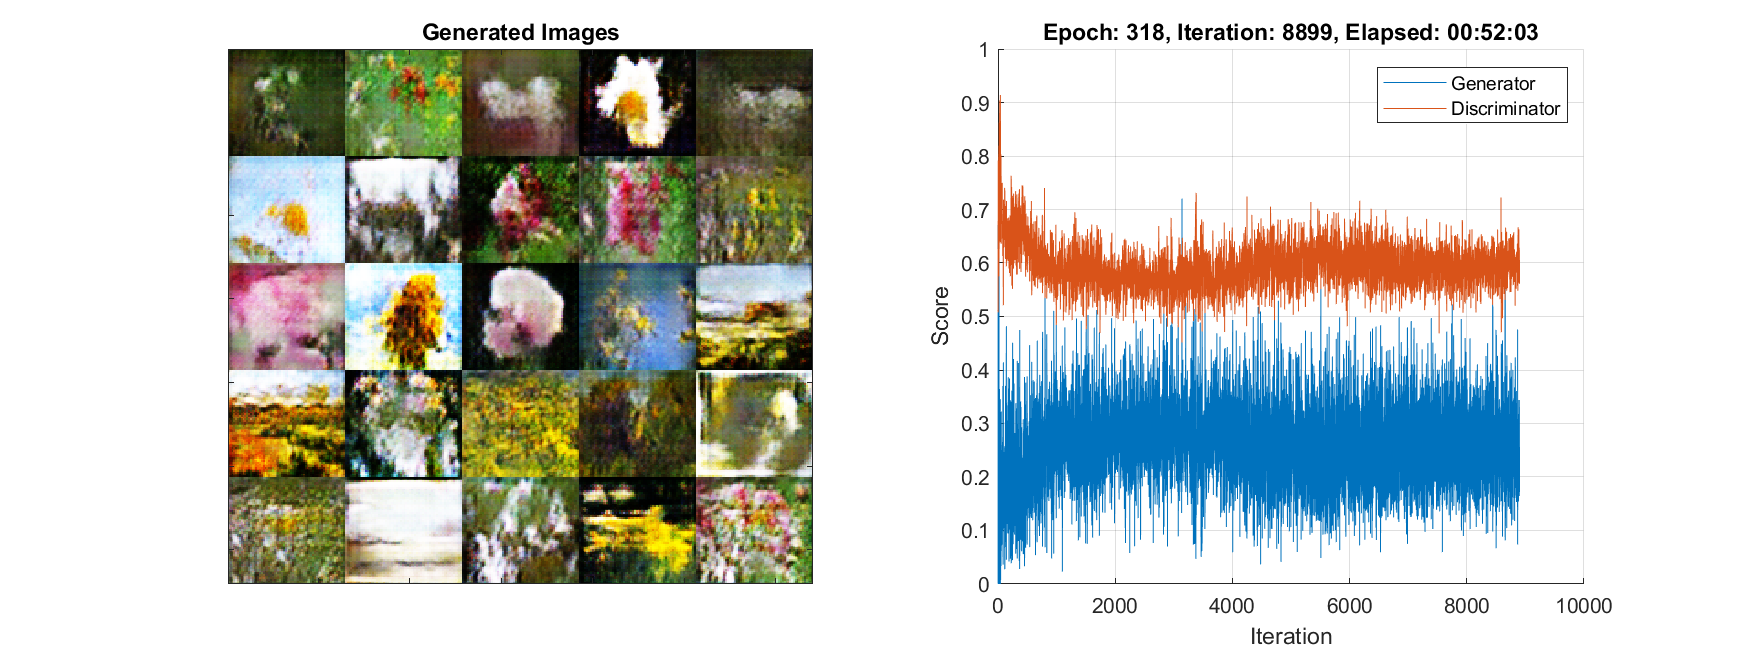 Generated Images
Epoch: 318, Iteration: 8899, Elapsed: 00:52:03
1
0.9
0.8
0.7
0.6
0.5
0.4
0.3
0.2
0.1
0
Score
Generator
Discriminator
0 2000 4000 6000 8000 10000
Iteration